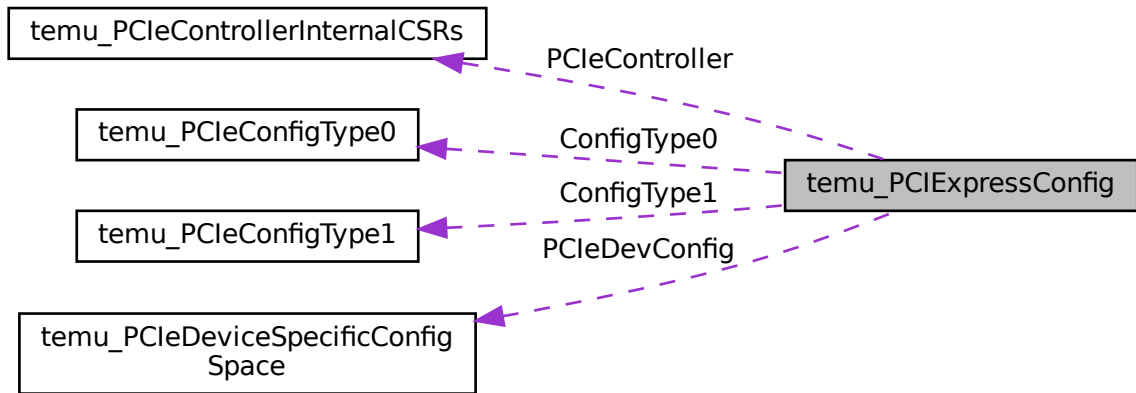 temu_PCIeControllerInternalCSRs
PCIeController
temu_PCIeConfigType0
ConfigType0
temu_PCIExpressConfig
ConfigType1
temu_PCIeConfigType1
PCIeDevConfig
temu_PCIeDeviceSpecificConfig
Space